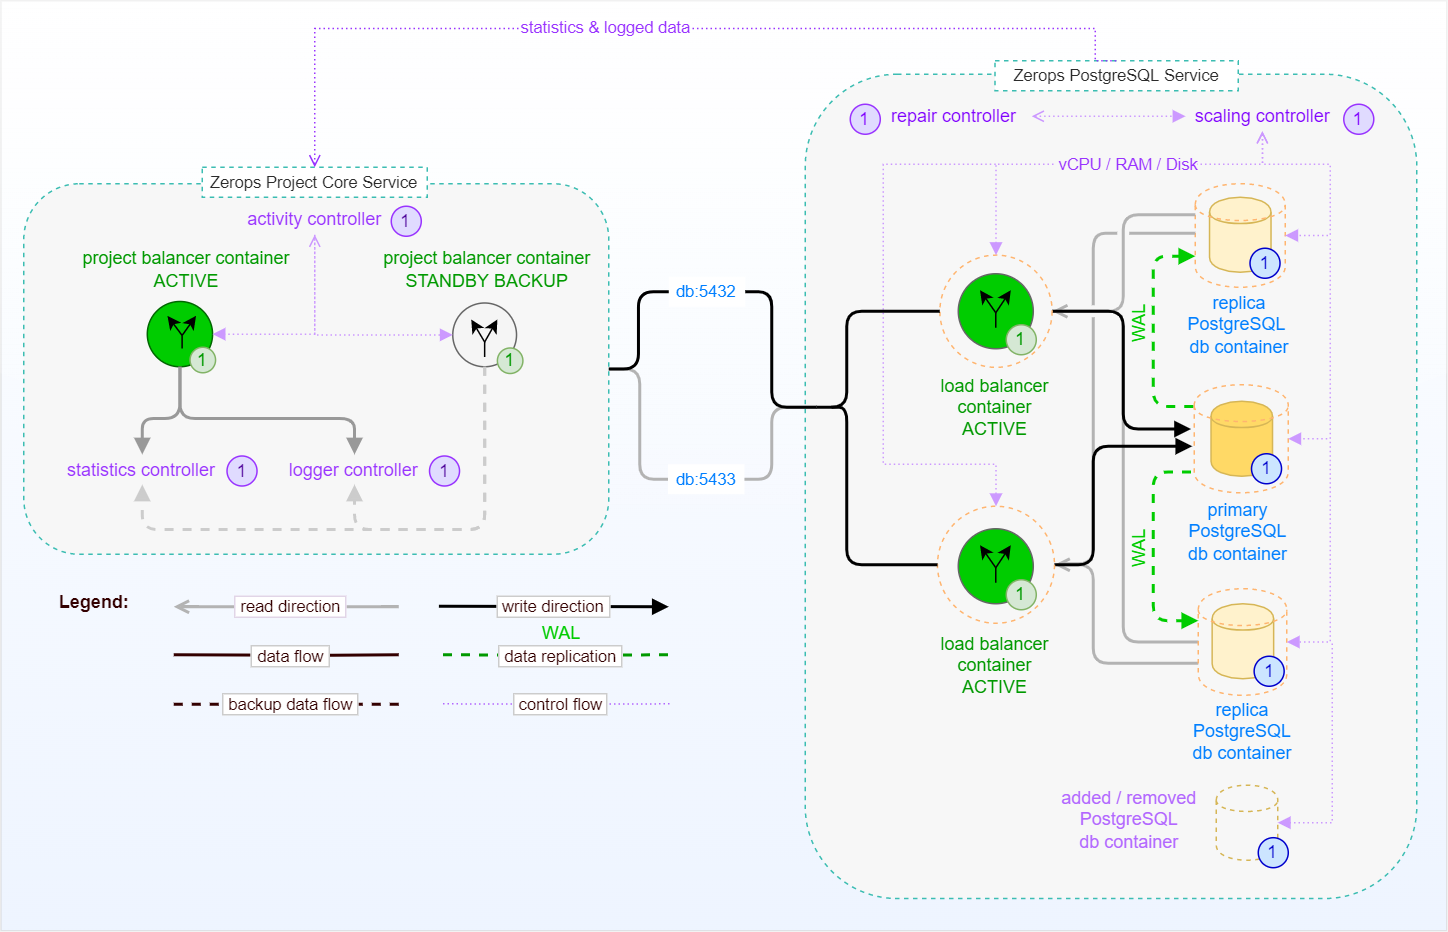 statistics & logged data
Zerops PostgreSQL Service
1
repair controller
scaling controller
1
vCPU / RAM / Disk
Zerops Project Core Service
activity controller
1
project balancer container
ACTIVE
1
project balancer container
STANDBY BACKUP
1
statistics controller
1
logger controller
1
db:5432
db:5433
1
load balancer
container
ACTIVE
1
load balancer
container
ACTIVE
1
replica
PostgreSQL
db container
WAL
1
primary
PostgreSQL
db container
WAL
1
replica
PostgreSQL
db container
added / removed
PostgreSQL
db container
1
Legend:
read direction
write direction
data flow
WAL
data replication
backup data flow
control flow